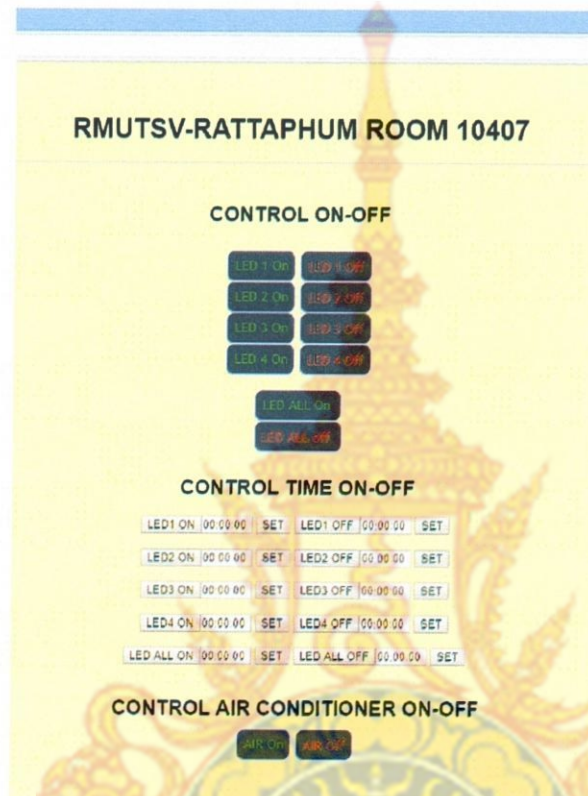 RMUTSV-RATTAPHUM ROOM 10407
CONTROL ON-OFF
LED 1 On LED 1 Off
LED 2 On LED 2 Off
LED 3 On LED 3 Off
LED 4 On LED 4 Off
LED ALL On
LED ALL off
CONTROL TIME ON-OFF
LED1 ON 00:00:00 SET LED1 OFF 00:00:00 SET
LED2 ON 00:00:00 SET LED2 OFF 00:00:00 SET
LED3 ON 00:00:00 SET LED3 OFF 00:00:00 SET
LED4 ON 00:00:00 SET LED4 OFF 00:00:00 SET
LED ALL ON 00:00:00 SET LED ALL OFF 00:00:00 SET
CONTROL AIR CONDITIONER ON-OFF
AIR On AIR Off